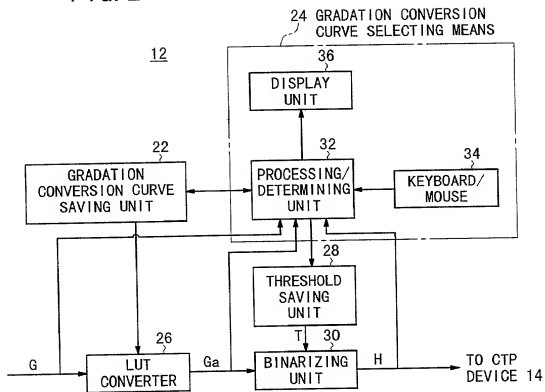 24 GRADATION CONVERSION
CURVE SELECTING MEANS
12
36
DISPLAY
UNIT
22
GRADATION
CONVERSION CURVE
SAVING UNIT
32
PROCESSING/
DETERMINING
UNIT
34
KEYBOARD/
MOUSE
28
THRESHOLD
SAVING
UNIT
T
G
26
LUT
CONVERTER
Ga
30
BINARIZING
UNIT
H
TO CTP
DEVICE 14